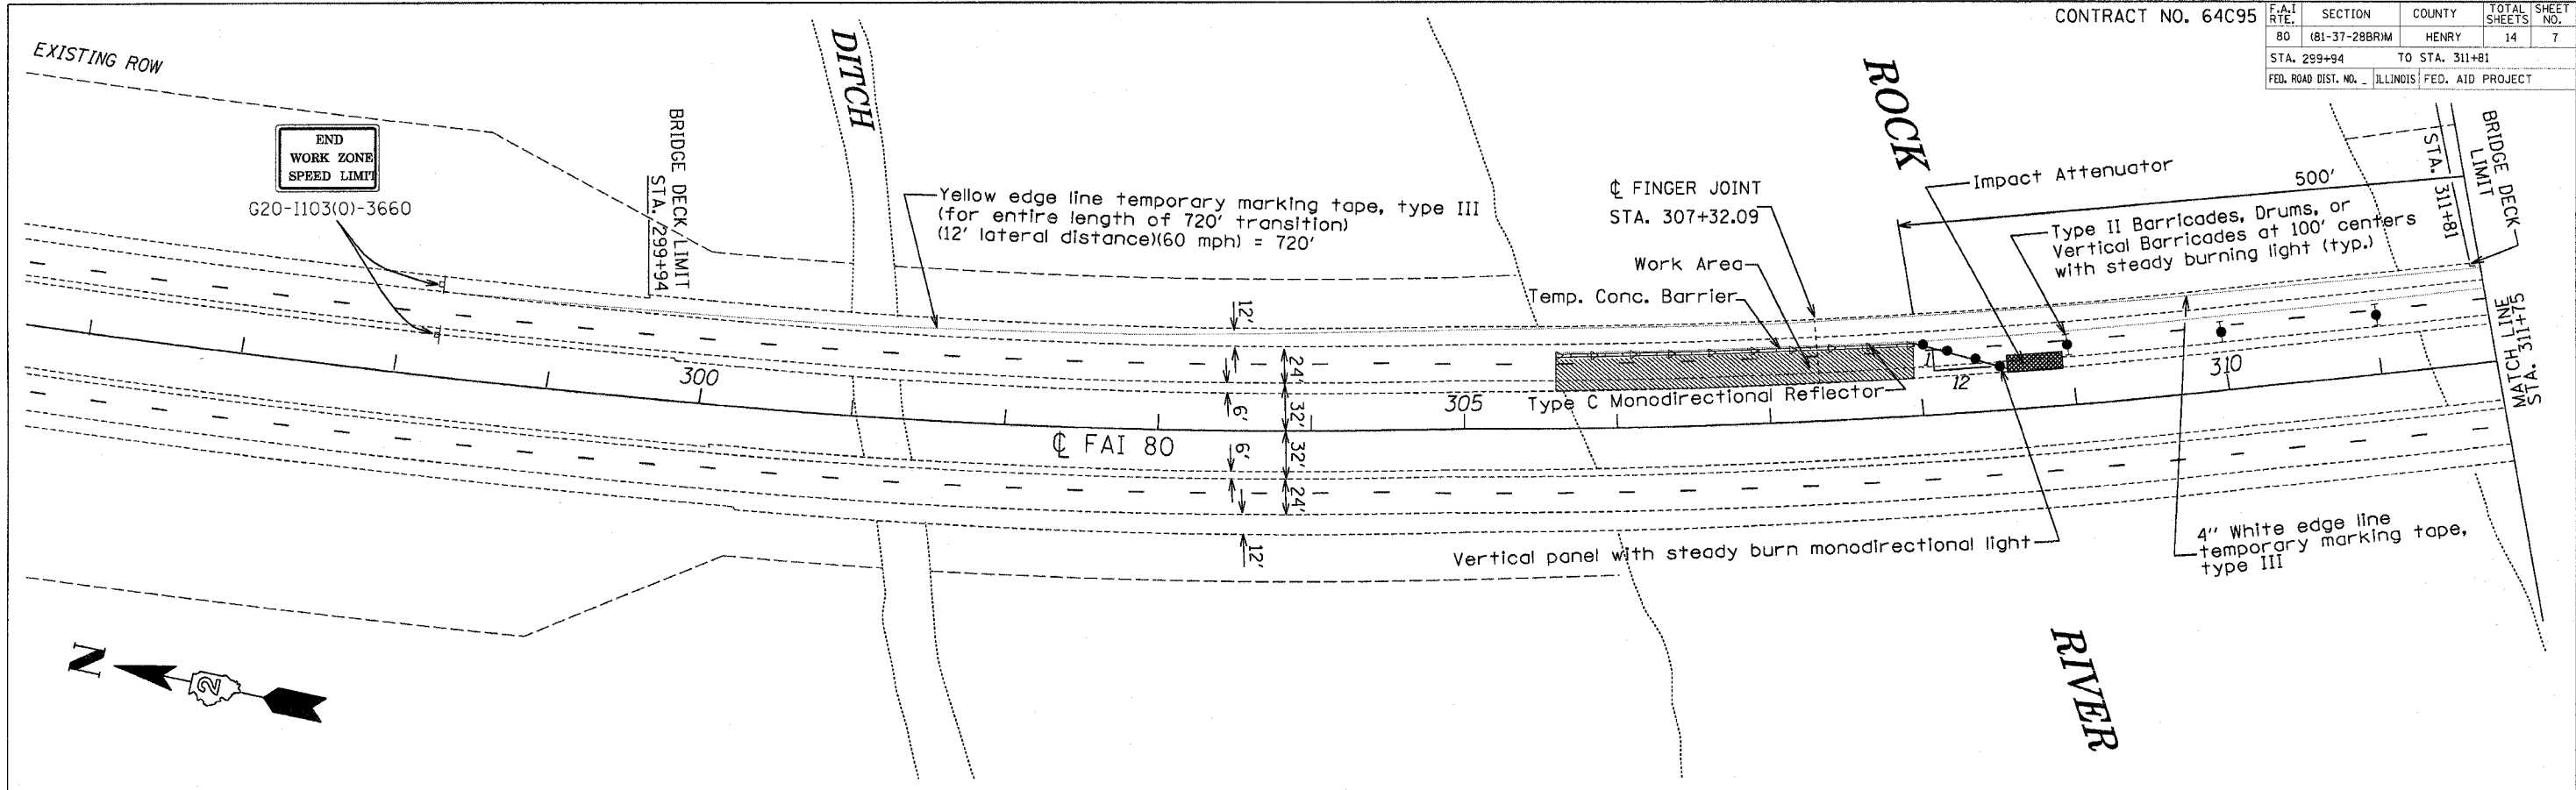 CONTRACT NO. 64C95
F.A.I RTE. SECTION COUNTY TOTAL SHEETS SHEET NO.
80 (81-37-2BBR)M HENRY 14 7
STA. 299+94 TO STA. 311+81
FED. ROAD DIST. NO. _ ILLINOIS FED. AID PROJECT
EXISTING ROW
END
WORK ZONE
SPEED LIMIT
G20-I103(0)-3660
BRIDGE DECK LIMIT
STA. 299+94
DITCH
Yellow edge line temporary marking tape, type III
(for entire length of 720' transition)
(12' lateral distance)(60 mph) = 720'
℄ FINGER JOINT
STA. 307+32.09
Work Area
Temp. Conc. Barrier
ROCK
Impact Attenuator
500'
Type II Barricades, Drums, or
Vertical Barricades at 100' centers
with steady burning light (typ.)
BRIDGE DECK
LIMIT
STA. 311+81
MATCH LINE
STA. 311+75
12'
24'
6'
32'
32'
6'
24'
12'
300
305
310
1
12
Type C Monodirectional Reflector
℄ FAI 80
Vertical panel with steady burn monodirectional light
4" White edge line
temporary marking tape,
type III
RIVER
N
2